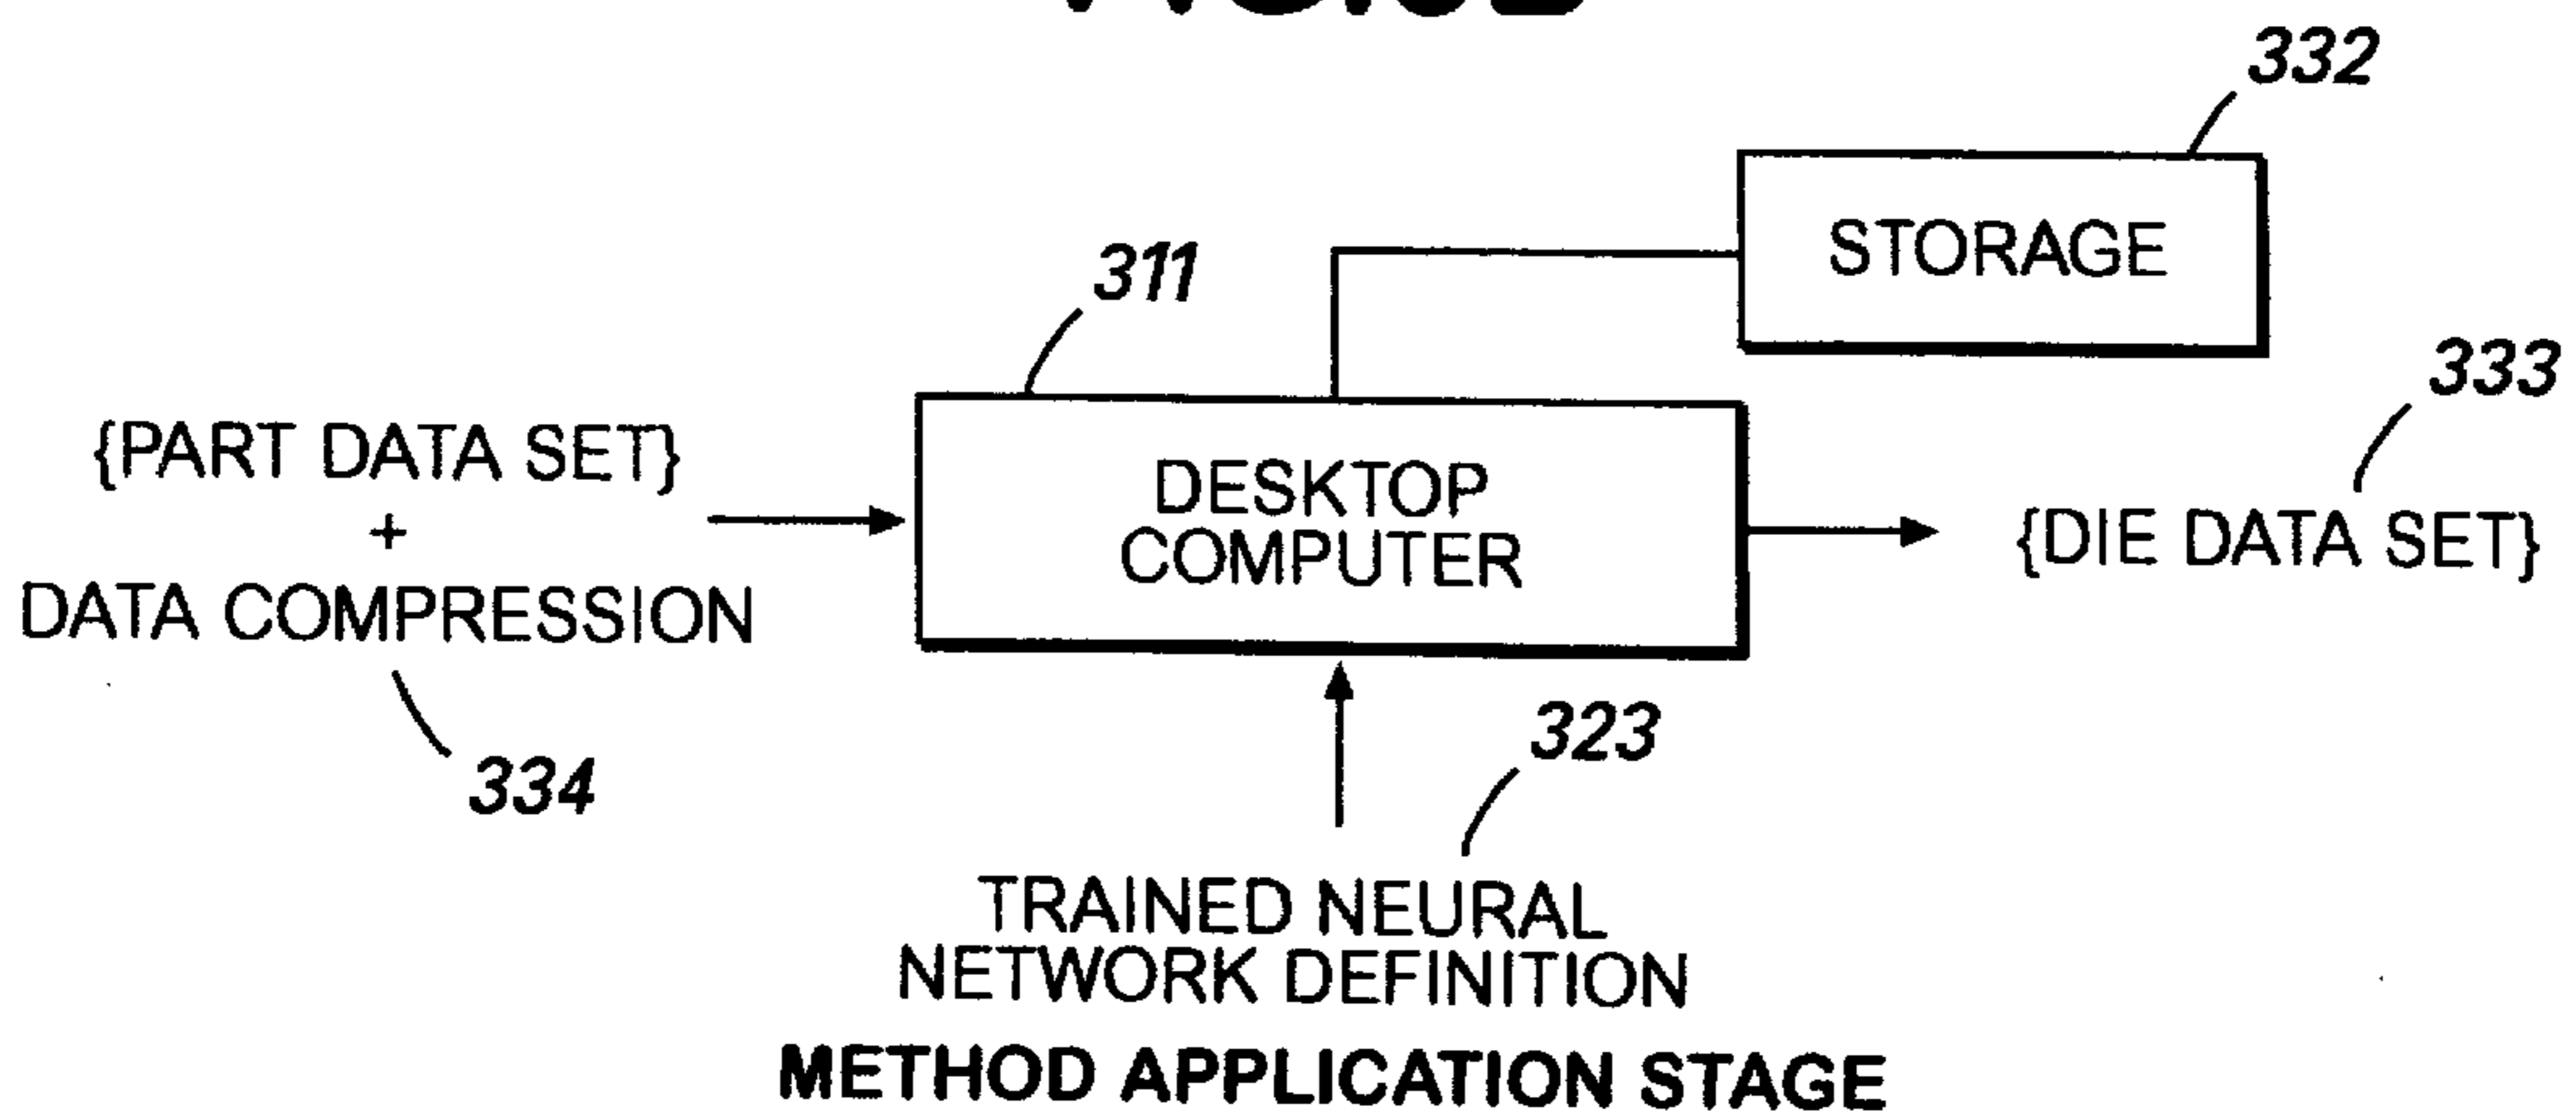 332
STORAGE
311
333
{PART DATA SET}
+
DATA COMPRESSION
DESKTOP
COMPUTER
{DIE DATA SET}
334
323
TRAINED NEURAL
NETWORK DEFINITION
METHOD APPLICATION STAGE